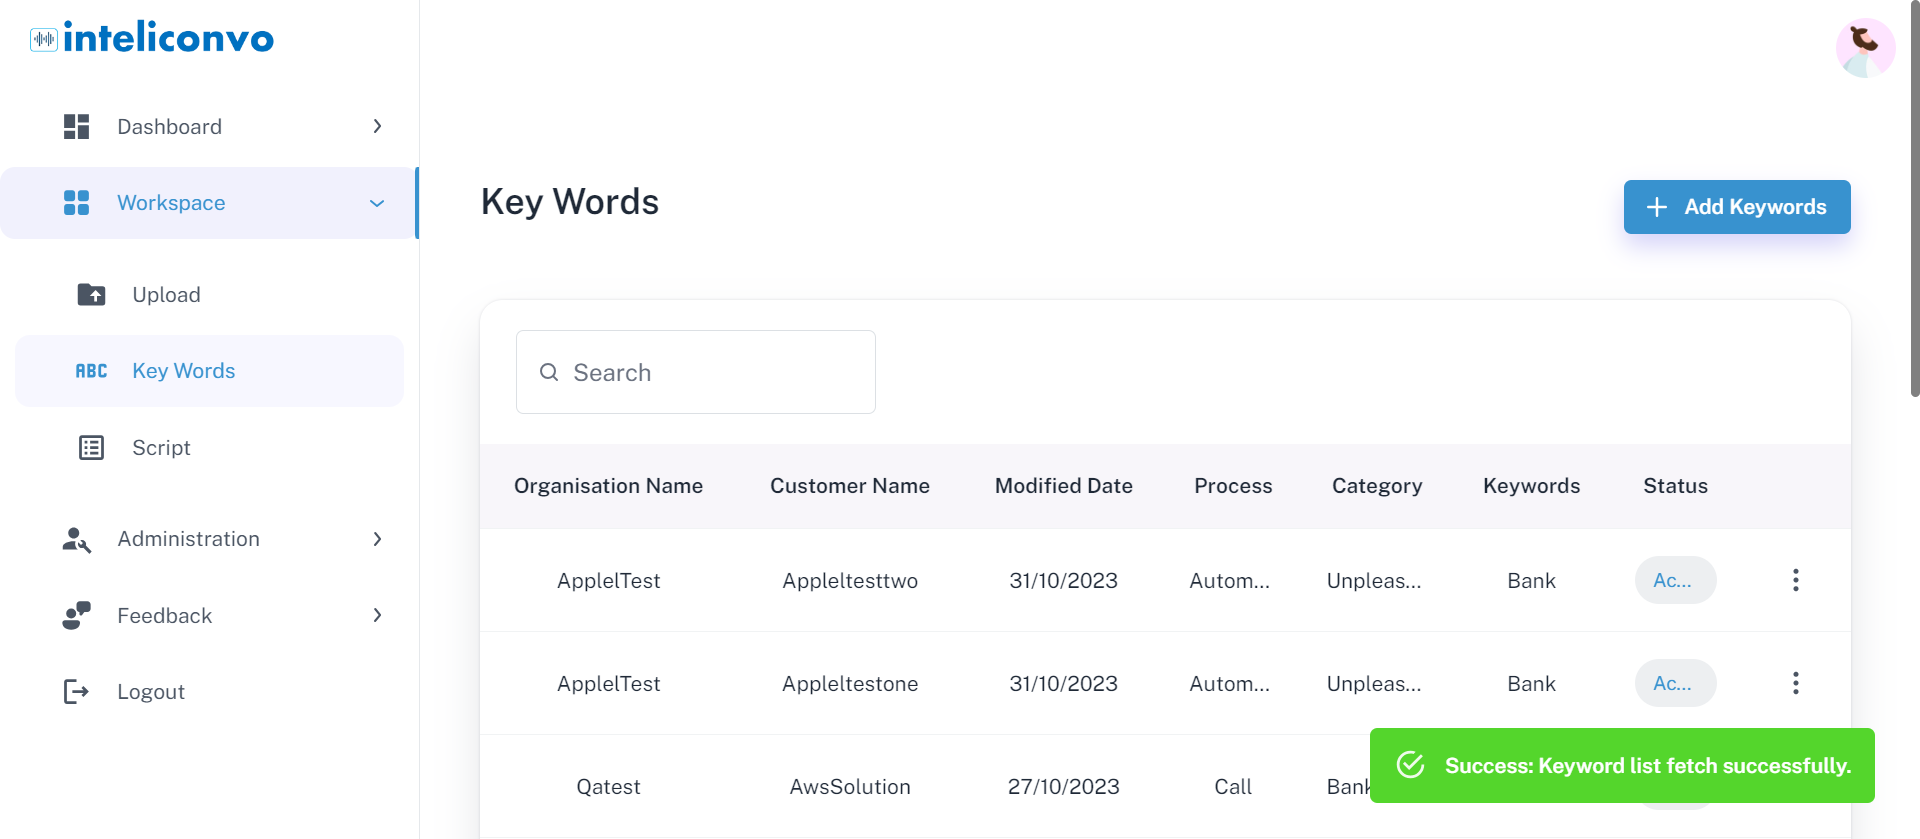 inteliconvo
Dashboard
Workspace
Upload
ABC Key Words
Script
Administration
Feedback
Logout
Key Words
Add Keywords
Search
Organisation Name Customer Name Modified Date Process Category Keywords Status
ApplelTest Appleltesttwo 31/10/2023 Autom... Unpleas... Bank Ac...
ApplelTest Appleltestone 31/10/2023 Autom... Unpleas... Bank Ac...
Qatest AwsSolution 27/10/2023 Call Bank
Success: Keyword list fetch successfully.